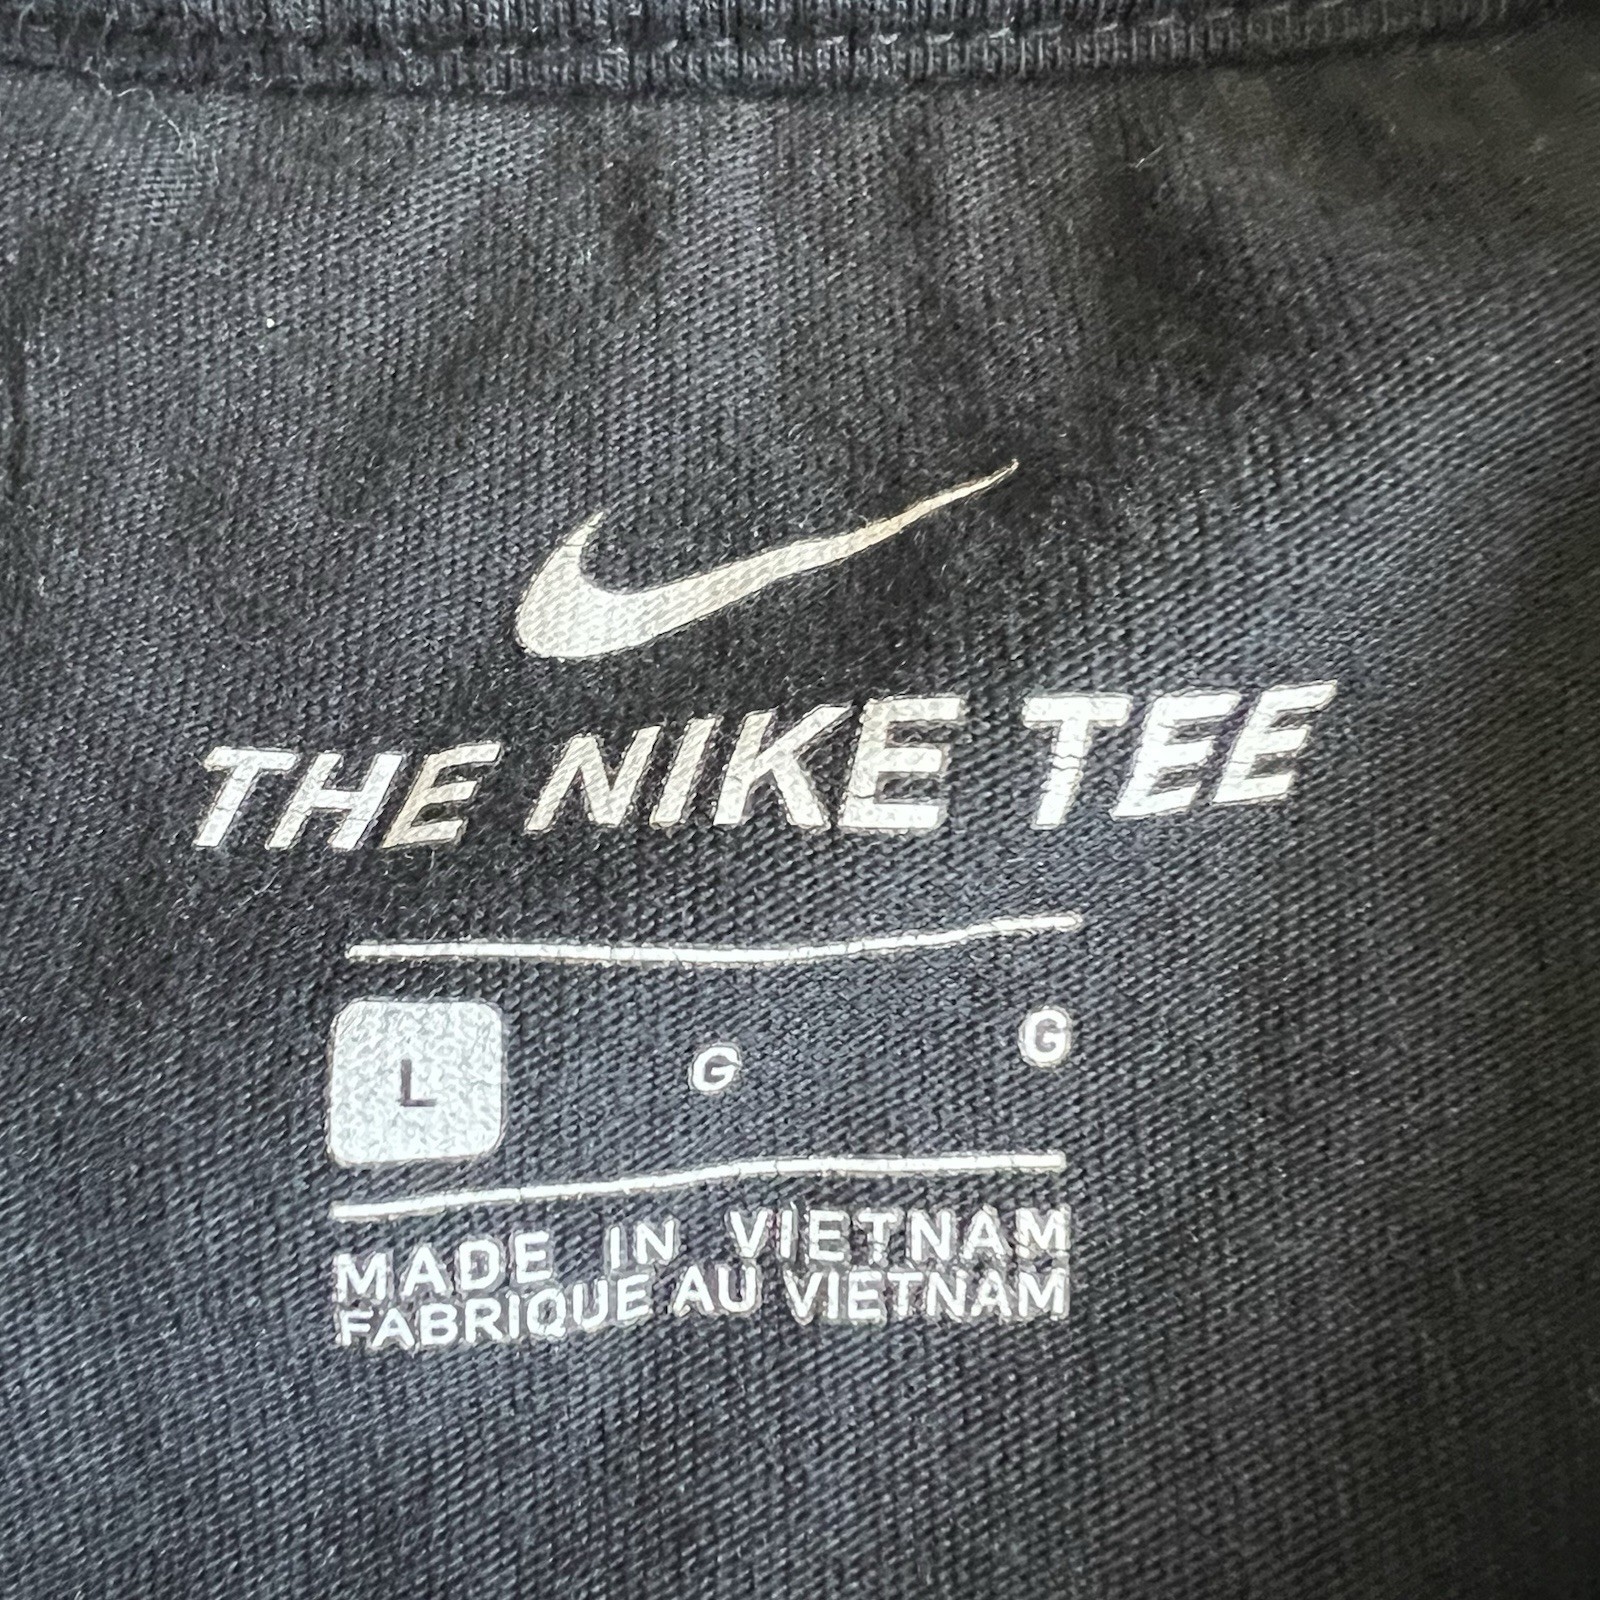 THE NIKE TEE
L G G
MADE IN VIETNAM
FABRIQUE AU VIETNAM